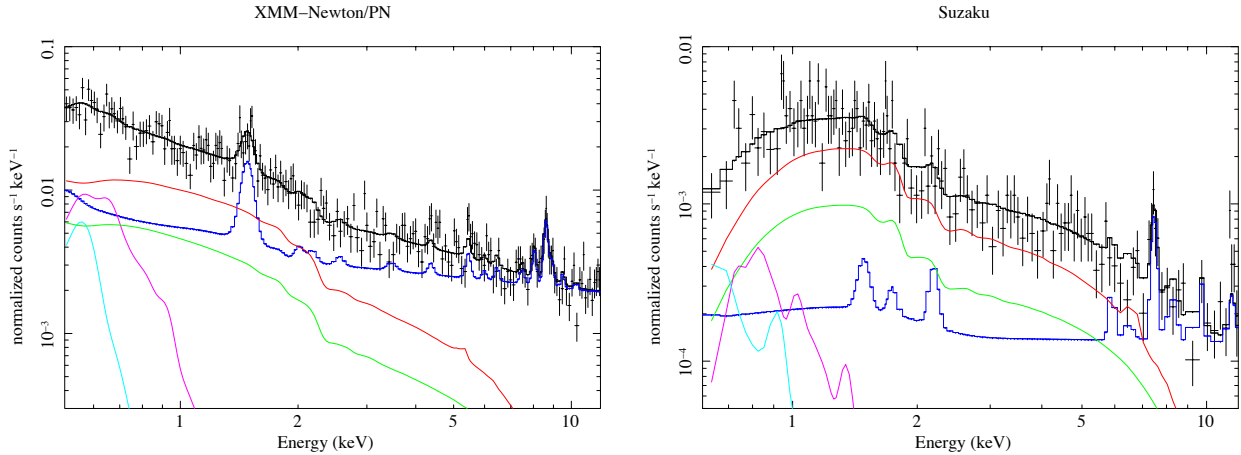 XMM−Newton/PN
normalized counts s⁻¹ keV⁻¹
0.1
0.01
10⁻³
1 2 5 10
Energy (keV)
Suzaku
normalized counts s⁻¹ keV⁻¹
0.01
10⁻³
10⁻⁴
1 2 5 10
Energy (keV)